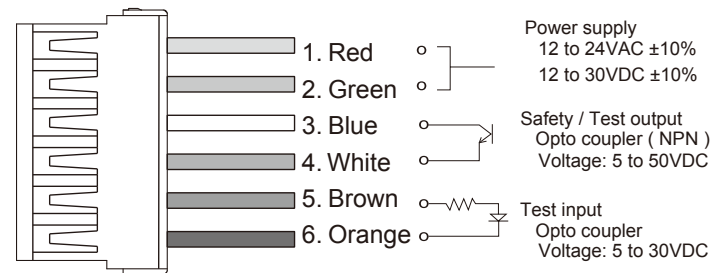 1. Red
2. Green
3. Blue
4. White
5. Brown
6. Orange
Power supply
12 to 24VAC ±10%
12 to 30VDC ±10%
Safety / Test output
Opto coupler ( NPN )
Voltage: 5 to 50VDC
Test input
Opto coupler
Voltage: 5 to 30VDC